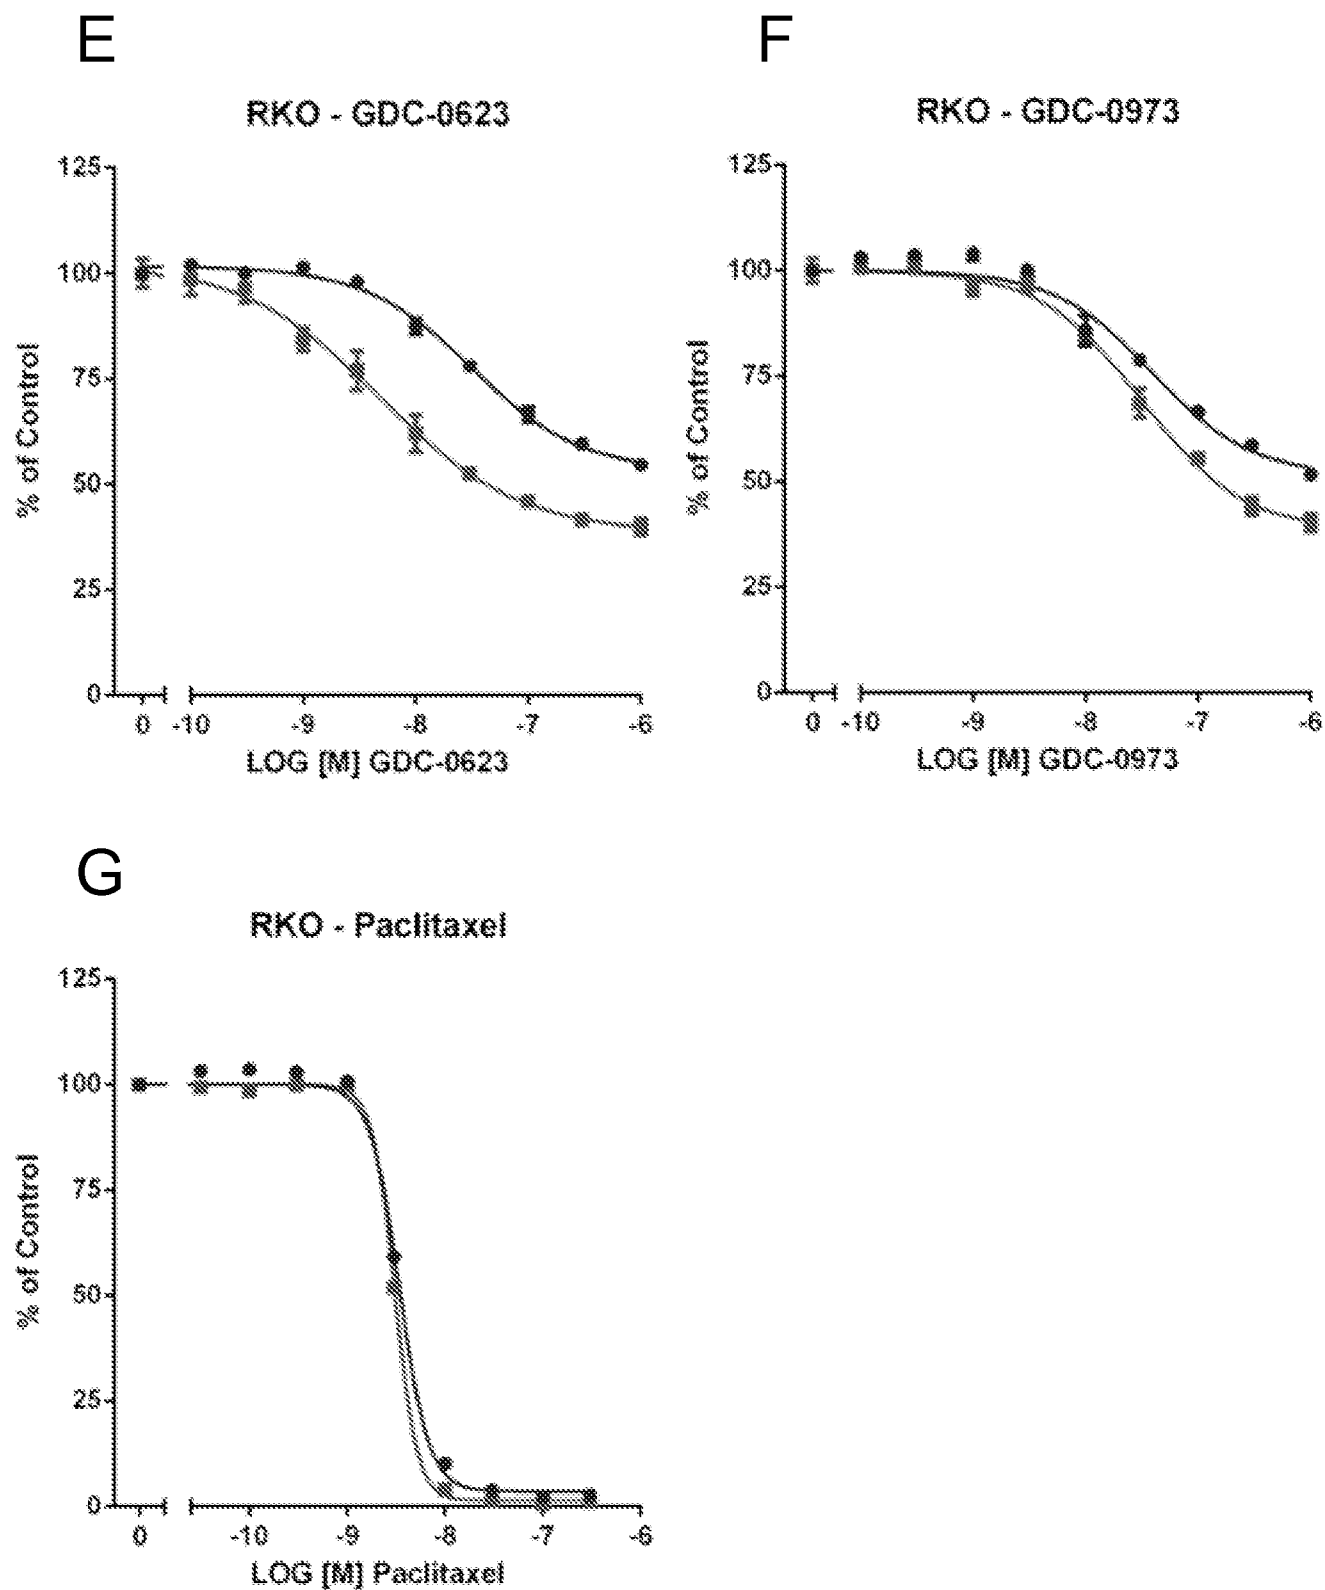 E
RKO - GDC-0623
125
100
75
50
25
0
% of Control
0 -10 -9 -8 -7 -6
LOG [M] GDC-0623
F
RKO - GDC-0973
125
100
75
50
25
0
% of Control
0 -10 -9 -8 -7 -6
LOG [M] GDC-0973
G
RKO - Paclitaxel
125
100
75
50
25
0
% of Control
0 -10 -9 -8 -7 -6
LOG [M] Paclitaxel